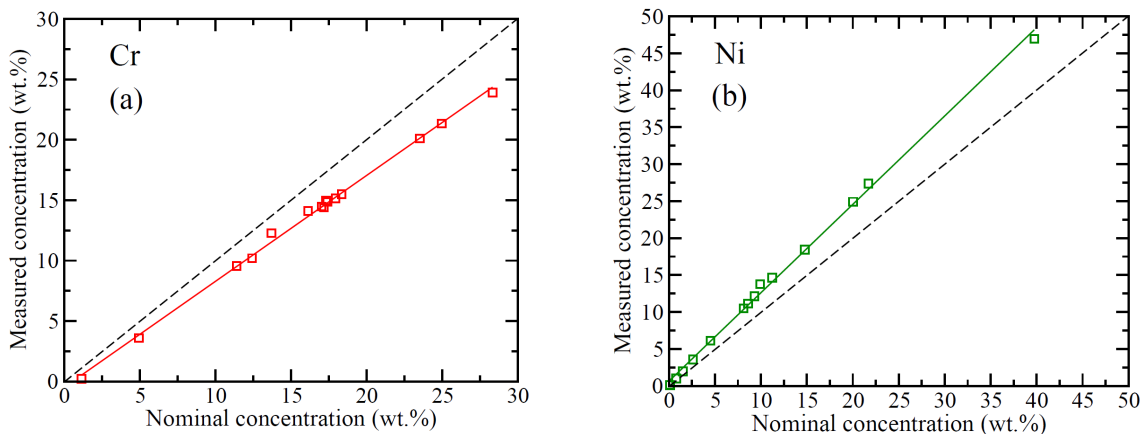 Cr
(a)
Measured concentration (wt.%)
30
25
20
15
10
5
0
0 5 10 15 20 25 30
Nominal concentration (wt.%)
Ni
(b)
Measured concentration (wt.%)
50
45
40
35
30
25
20
15
10
5
0
0 5 10 15 20 25 30 35 40 45 50
Nominal concentration (wt.%)